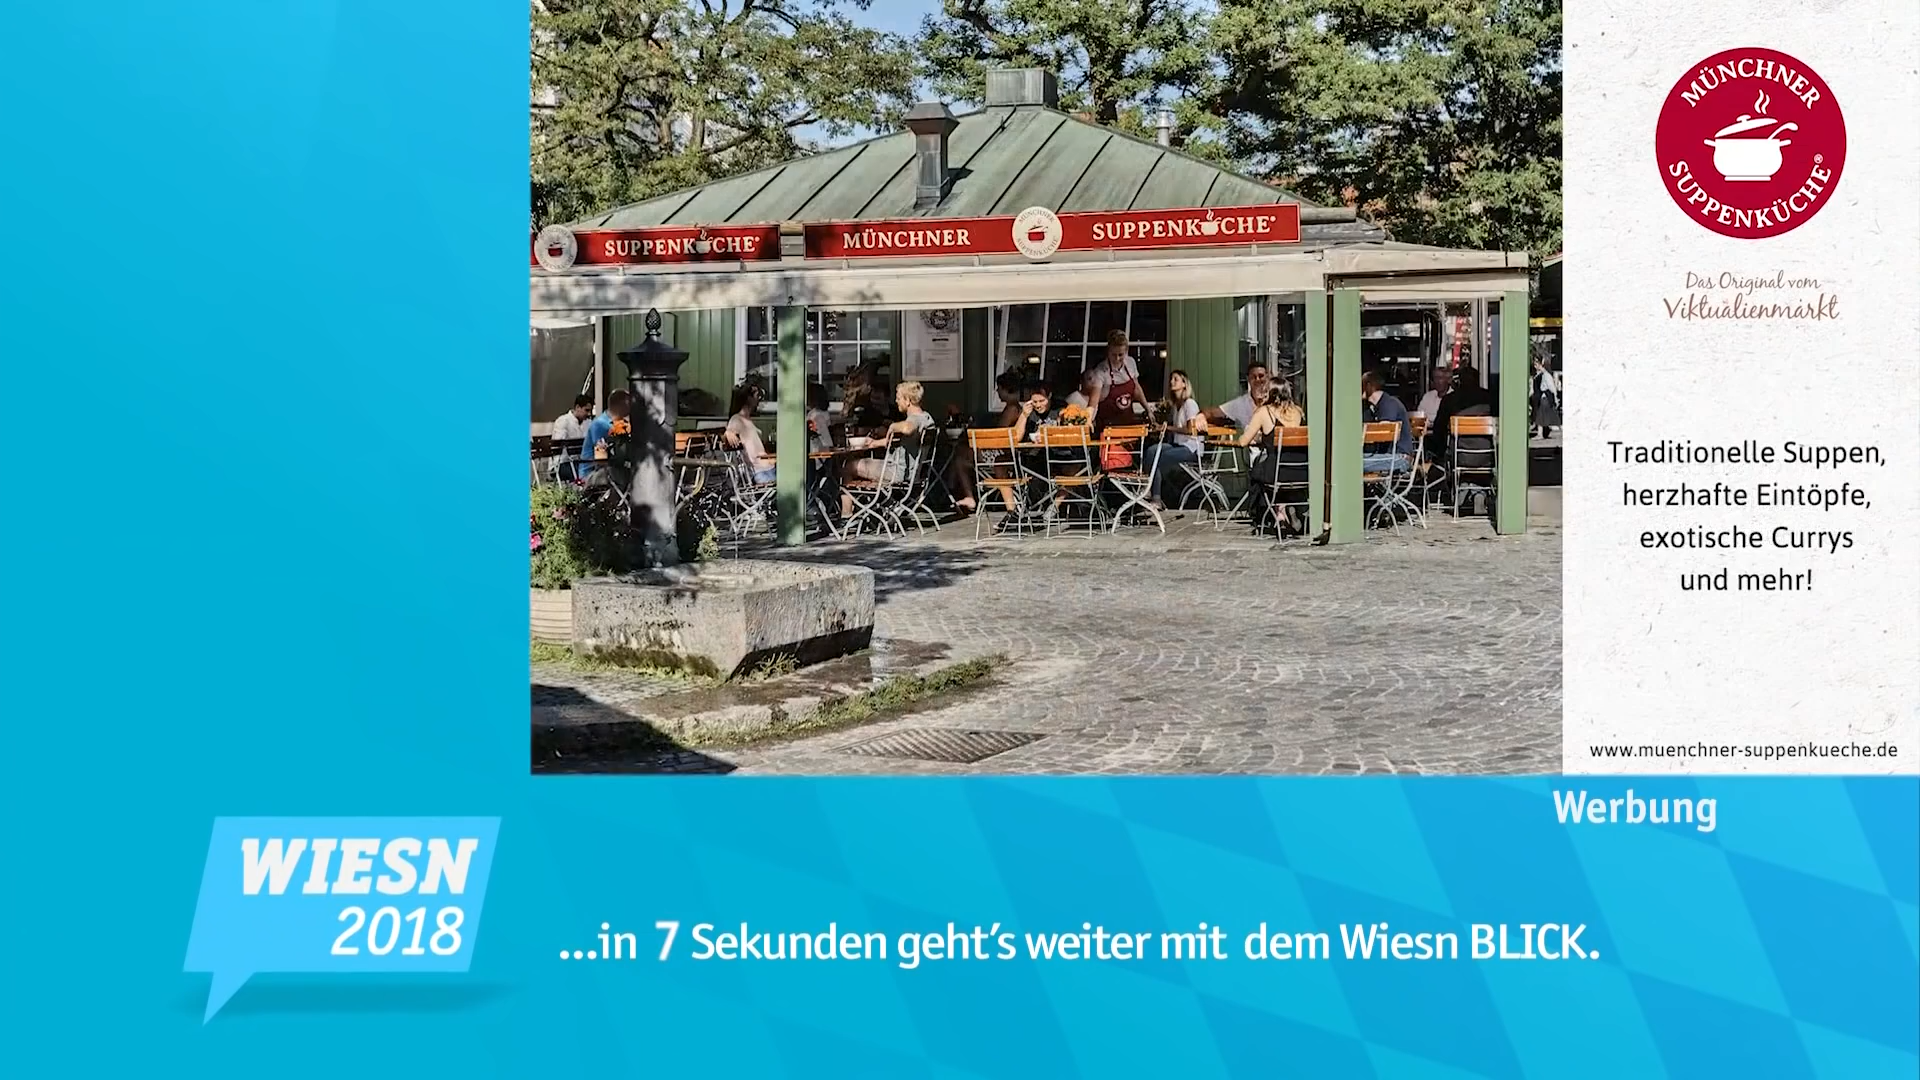 SUPPENKÜCHE®
MÜNCHNER
SUPPENKÜCHE®
MÜNCHNER
SUPPENKÜCHE®
Das Original vom
Viktualienmarkt
Traditionelle Suppen,
herzhafte Eintöpfe,
exotische Currys
und mehr!
www.muenchner-suppenkueche.de
Werbung
WIESN
2018
...in 7 Sekunden geht's weiter mit dem Wiesn BLICK.